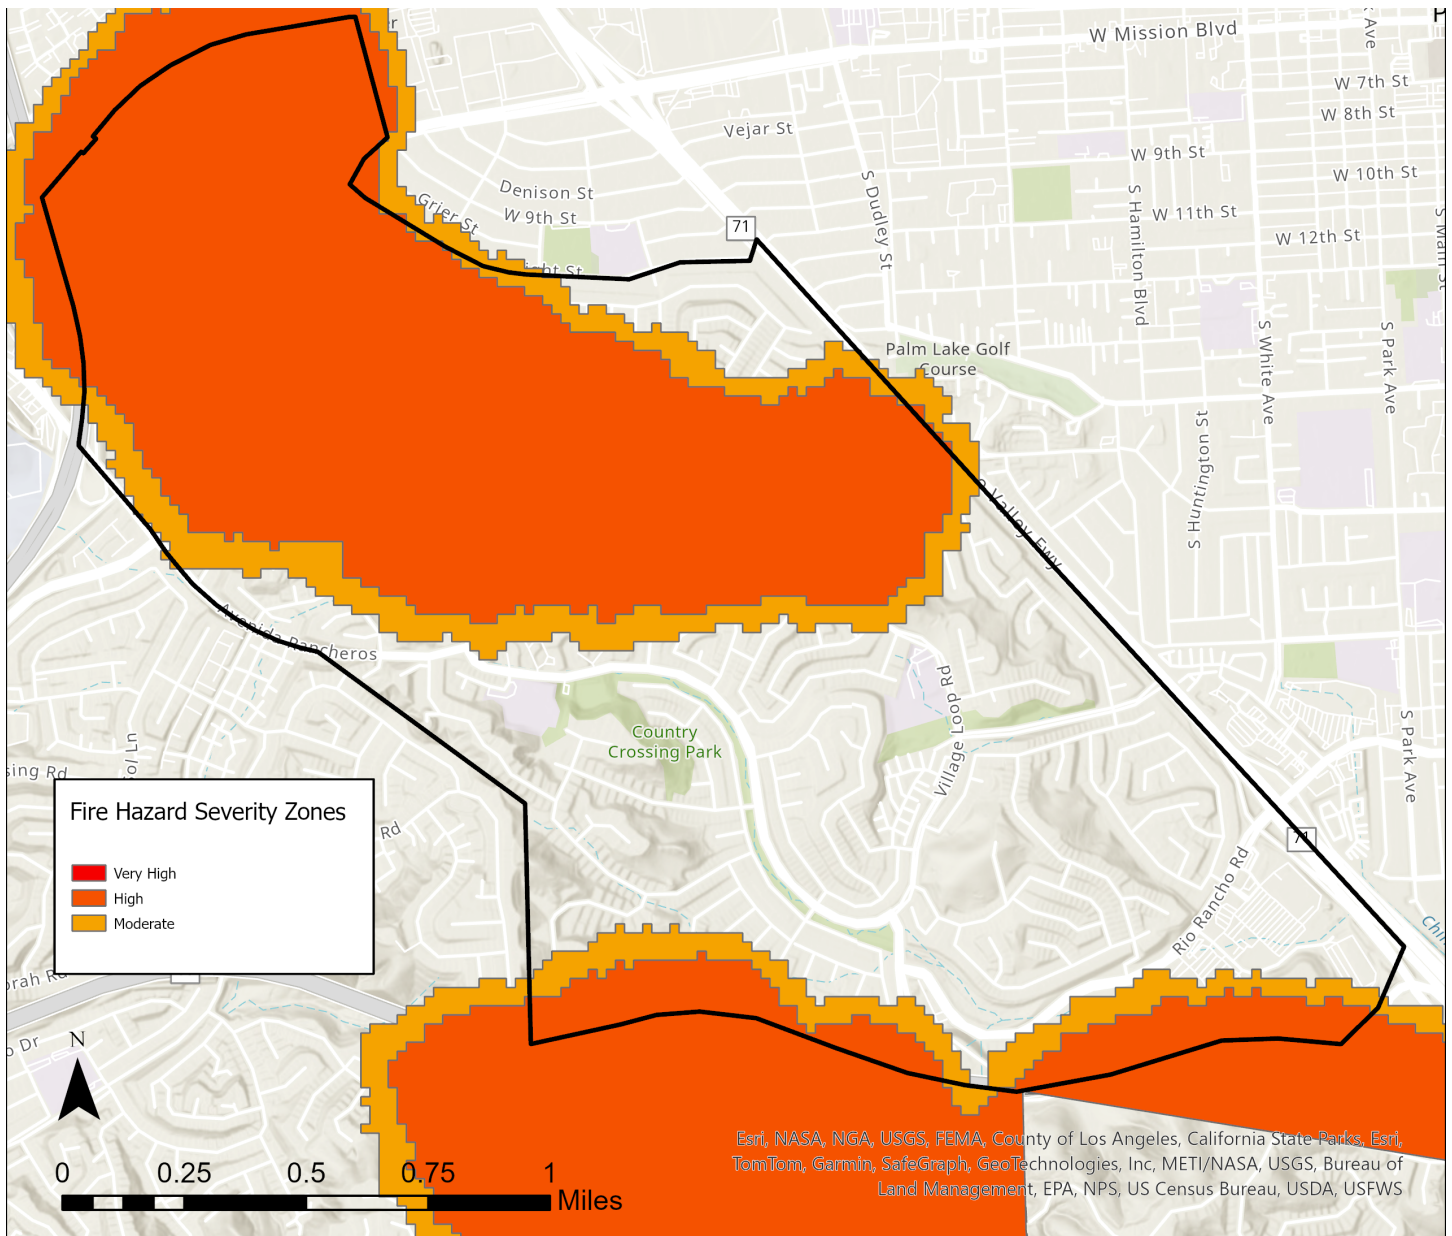 W Mission Blvd
Ave
W 7th St
W 8th St
Vejar St
W 9th St
W 10th St
Denison St
W 9th St
Grier St
S Dudley St
S Hamilton Blvd
W 11th St
W 12th St
S Main St
71
Palm Lake Golf
Course
S White Ave
S Park Ave
S Huntington St
Valley Fwy
Avenida Rancheros
Country
Crossing Park
Village Loop Rd
S Park Ave
71
Rio Rancho Rd
Rd
Fire Hazard Severity Zones
Very High
High
Moderate
Dr
N
0 0.25 0.5 0.75 1
Miles
Esri, NASA, NGA, USGS, FEMA, County of Los Angeles, California State Parks, Esri,
TomTom, Garmin, SafeGraph, GeoTechnologies, Inc, METI/NASA, USGS, Bureau of
Land Management, EPA, NPS, US Census Bureau, USDA, USFWS